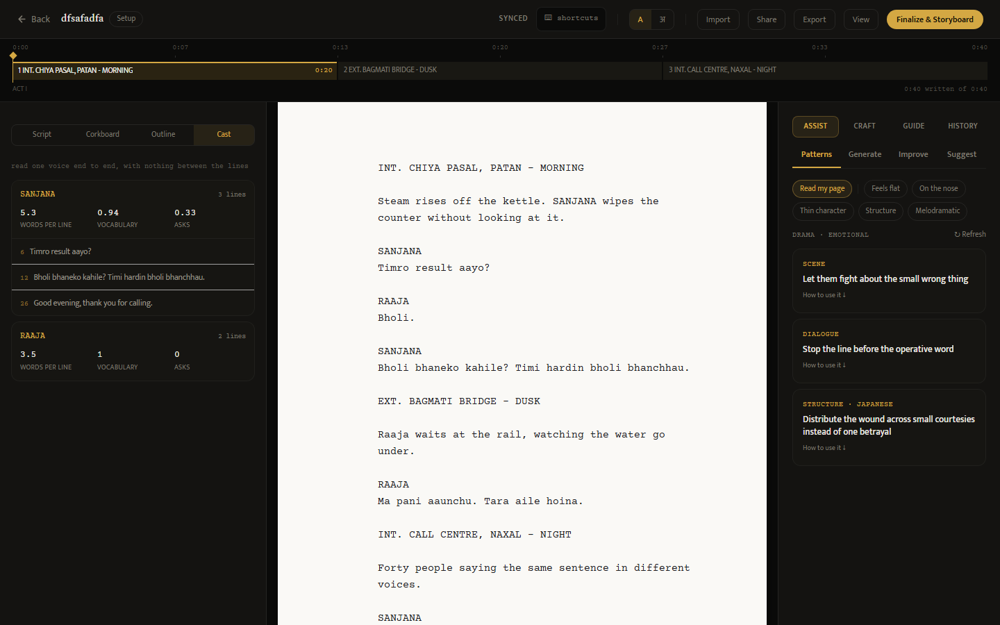 Back dfsafadfa Setup SYNCED shortcuts A अ Import Share Export View Finalize & Storyboard
0:00 0:07 0:13 0:20 0:27 0:33 0:40
1 INT. CHIYA PASAL, PATAN - MORNING 0:20 2 EXT. BAGMATI BRIDGE - DUSK 3 INT. CALL CENTRE, NAXAL - NIGHT
ACT I 0:40 written of 0:40
Script Corkboard Outline Cast
read one voice end to end, with nothing between the lines
SANJANA 3 lines
5.3 0.94 0.33
WORDS PER LINE VOCABULARY ASKS
6 Timro result aayo?
12 Bholi bhaneko kahile? Timi hardin bholi bhanchhau.
26 Good evening, thank you for calling.
RAAJA 2 lines
3.5 1 0
WORDS PER LINE VOCABULARY ASKS
INT. CHIYA PASAL, PATAN - MORNING
Steam rises off the kettle. SANJANA wipes the
counter without looking at it.
SANJANA
Timro result aayo?
RAAJA
Bholi.
SANJANA
Bholi bhaneko kahile? Timi hardin bholi bhanchhau.
EXT. BAGMATI BRIDGE - DUSK
Raaja waits at the rail, watching the water go
under.
RAAJA
Ma pani aaunchu. Tara aile hoina.
INT. CALL CENTRE, NAXAL - NIGHT
Forty people saying the same sentence in different
voices.
SANJANA
ASSIST CRAFT GUIDE HISTORY
Patterns Generate Improve Suggest
Read my page Feels flat On the nose
Thin character Structure Melodramatic
DRAMA · EMOTIONAL ↻ Refresh
SCENE
Let them fight about the small wrong thing
How to use it ↓
DIALOGUE
Stop the line before the operative word
How to use it ↓
STRUCTURE · JAPANESE
Distribute the wound across small courtesies
instead of one betrayal
How to use it ↓